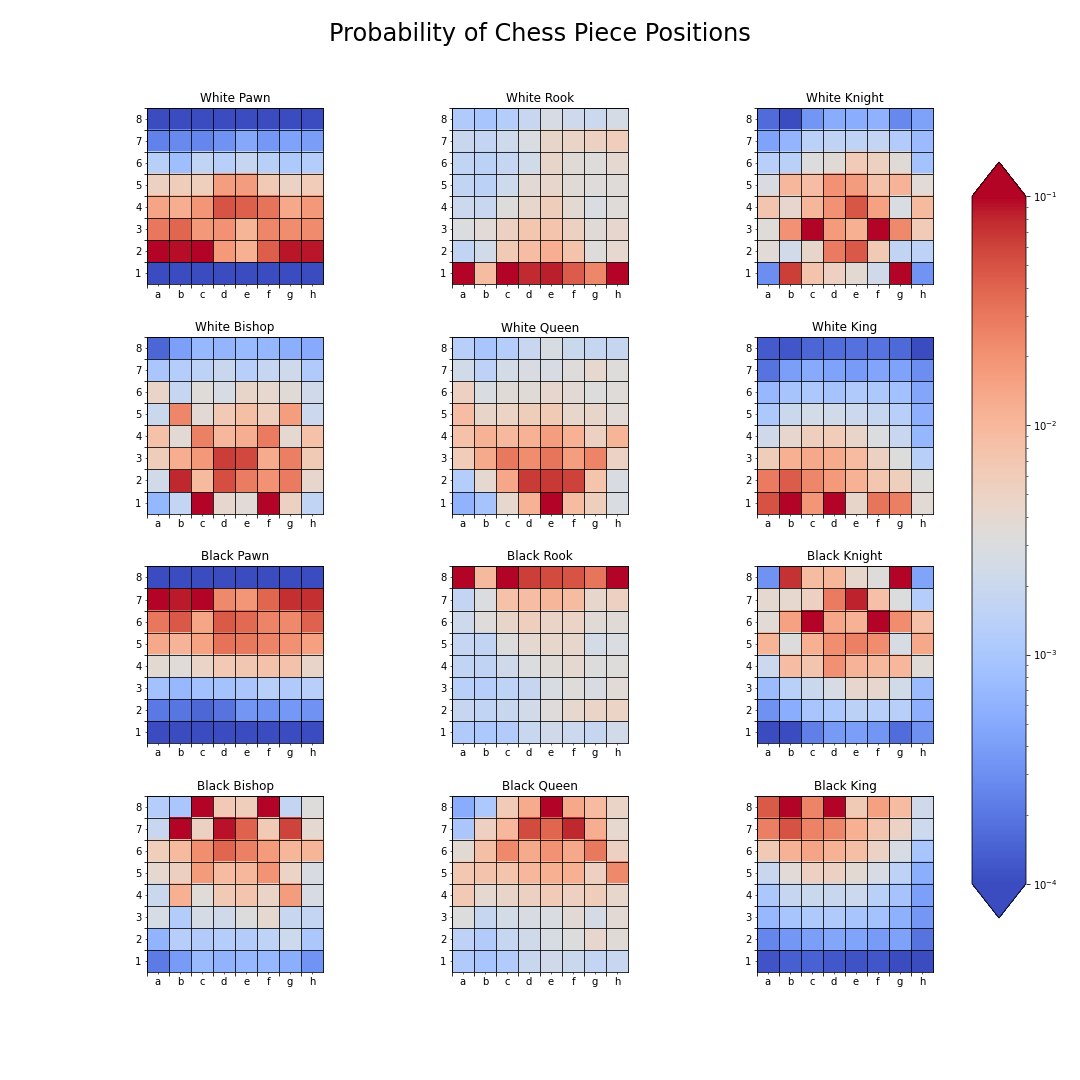 Probability of Chess Piece Positions
White Pawn White Rook White Knight
8 8 8
7 7 7
6 6 6
5 5 5
4 4 4
3 3 3
2 2 2
1 1 1
a b c d e f g h a b c d e f g h a b c d e f g h
White Bishop White Queen White King
8 8 8
7 7 7
6 6 6
5 5 5
4 4 4
3 3 3
2 2 2
1 1 1
a b c d e f g h a b c d e f g h a b c d e f g h
Black Pawn Black Rook Black Knight
8 8 8
7 7 7
6 6 6
5 5 5
4 4 4
3 3 3
2 2 2
1 1 1
a b c d e f g h a b c d e f g h a b c d e f g h
Black Bishop Black Queen Black King
8 8 8
7 7 7
6 6 6
5 5 5
4 4 4
3 3 3
2 2 2
1 1 1
a b c d e f g h a b c d e f g h a b c d e f g h
10⁻¹
10⁻²
10⁻³
10⁻⁴